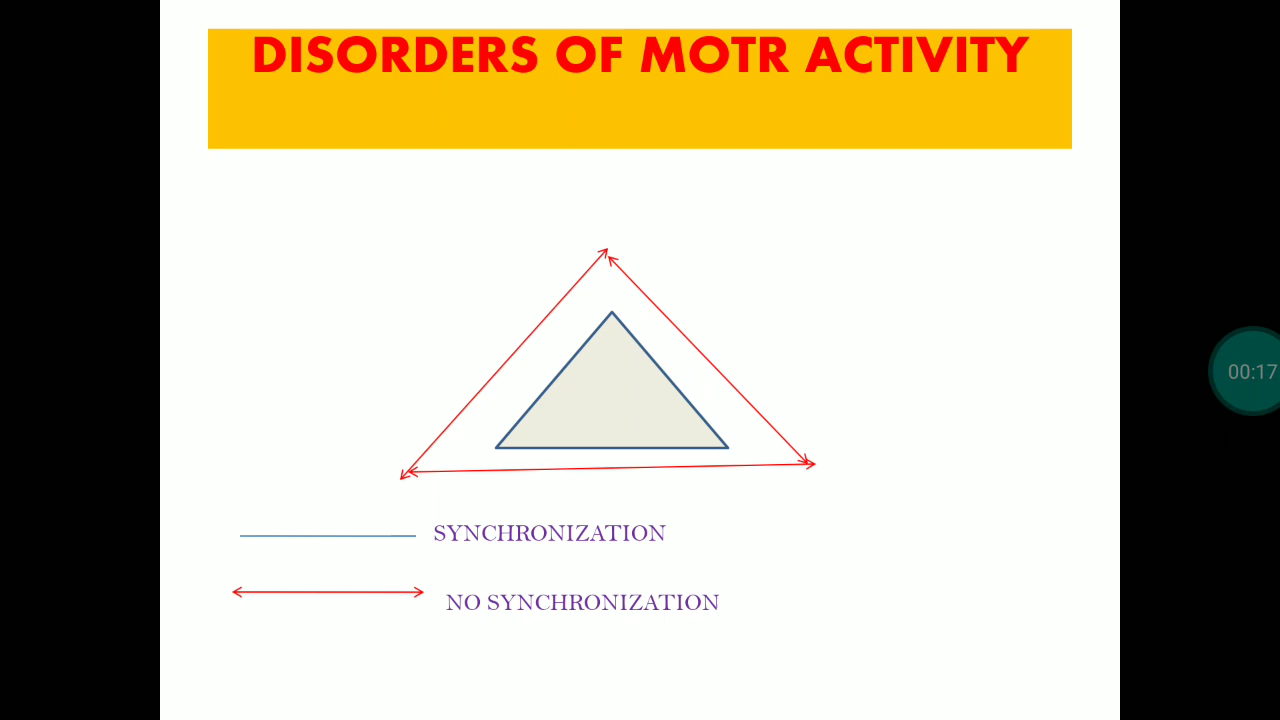 DISORDERS OF MOTR ACTIVITY
00:17
SYNCHRONIZATION
NO SYNCHRONIZATION